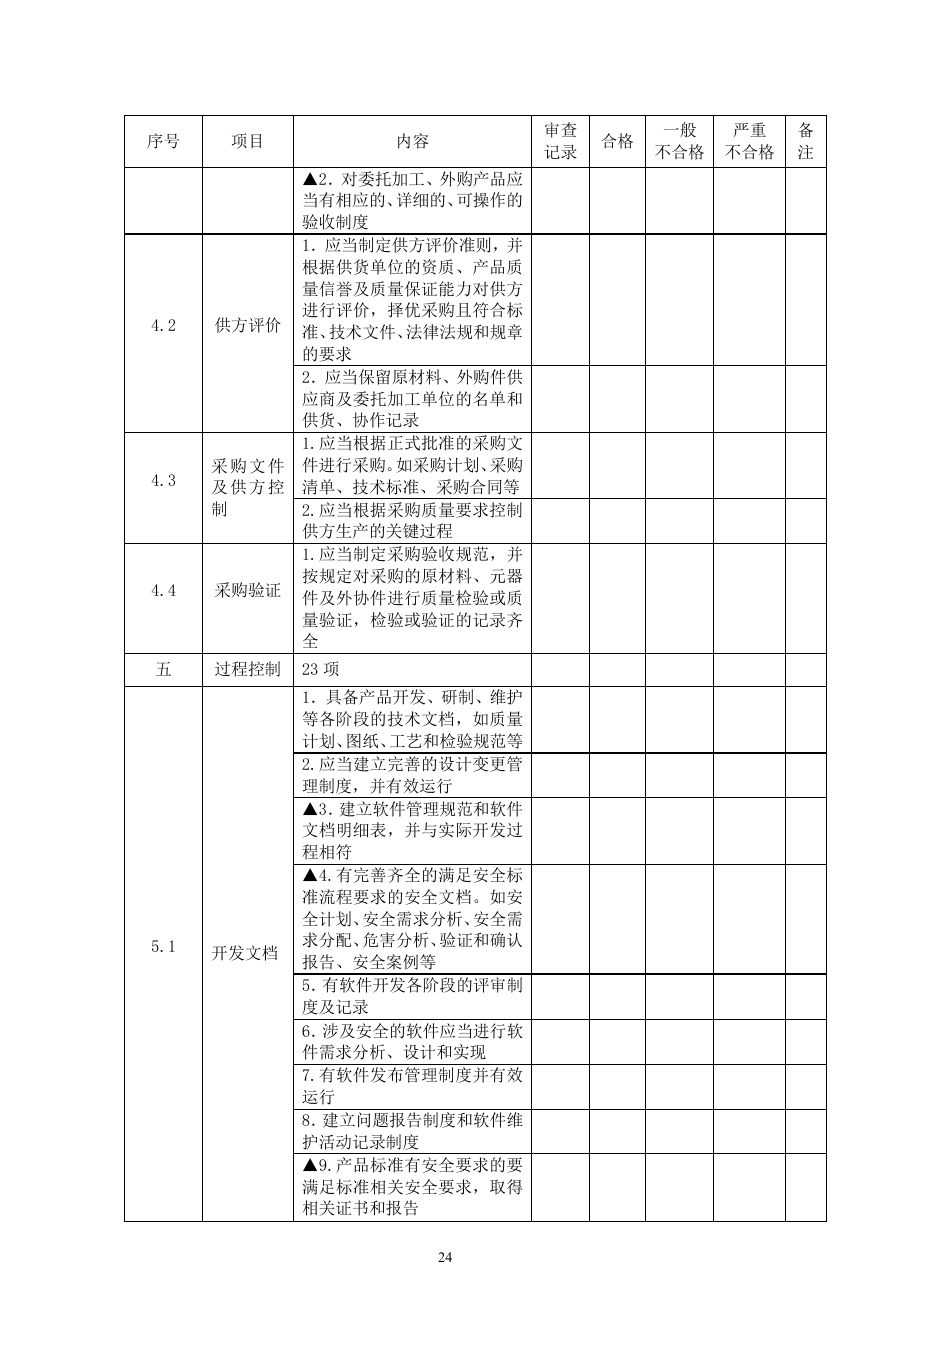 序号 项目 内容 审查记录 合格 一般不合格 严重不合格 备注
▲2. 对委托加工、外购产品应
当有相应的、详细的、可操作的
验收制度
4.2 供方评价
1. 应当制定供方评价准则,并
根据供货单位的资质、产品质
量信誉及质量保证能力对供方
进行评价，择优采购且符合标
准、技术文件、法律法规和规章
的要求
2. 应当保留原材料、外购件供
应商及委托加工单位的名单和
供货、协作记录
4.3 采购文件及供方控制
1.应当根据正式批准的采购文
件进行采购。如采购计划、采购
清单、技术标准、采购合同等
2.应当根据采购质量要求控制
供方生产的关键过程
4.4 采购验证
1.应当制定采购验收规范，并
按规定对采购的原材料、元器
件及外协件进行质量检验或质
量验证，检验或验证的记录齐
全
五 过程控制 23 项
5.1 开发文档
1. 具备产品开发、研制、维护
等各阶段的技术文档，如质量
计划、图纸、工艺和检验规范等
2.应当建立完善的设计变更管
理制度，并有效运行
▲3. 建立软件管理规范和软件
文档明细表，并与实际开发过
程相符
▲4.有完善齐全的满足安全标
准流程要求的安全文档。如安
全计划、安全需求分析、安全需
求分配、危害分析、验证和确认
报告、安全案例等
5. 有软件开发各阶段的评审制
度及记录
6. 涉及安全的软件应当进行软
件需求分析、设计和实现
7.有软件发布管理制度并有效
运行
8. 建立问题报告制度和软件维
护活动记录制度
▲9.产品标准有安全要求的要
满足标准相关安全要求，取得
相关证书和报告
24